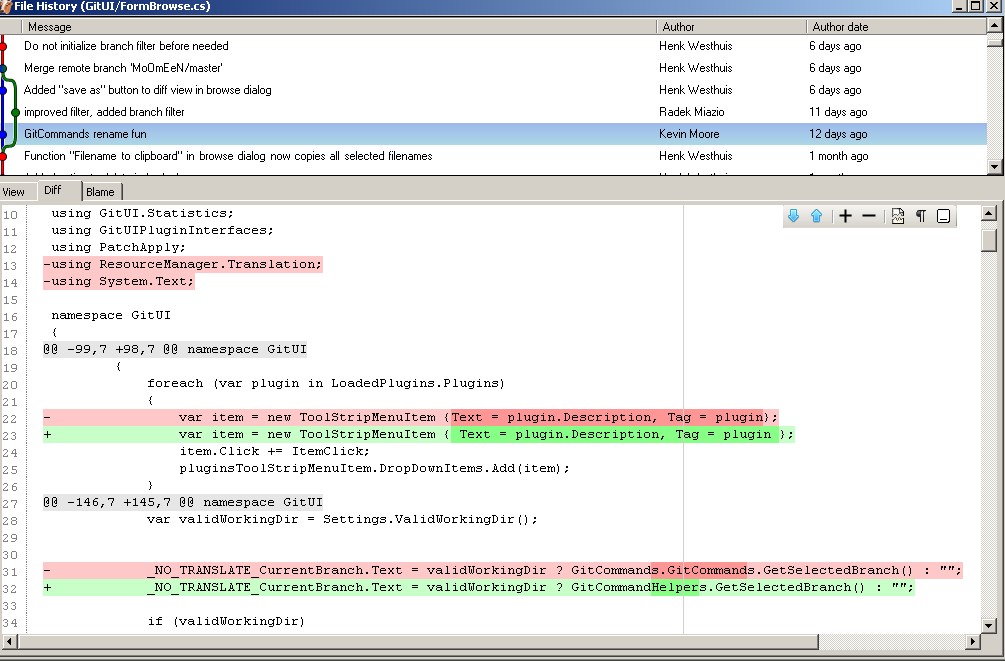 File History (GitUI/FormBrowse.cs)
Message Author Author date
Do not initialize branch filter before needed Henk Westhuis 6 days ago
Merge remote branch 'MoOmEeN/master' Henk Westhuis 6 days ago
Added "save as" button to diff view in browse dialog Henk Westhuis 6 days ago
improved filter, added branch filter Radek Miazio 11 days ago
GitCommands rename fun Kevin Moore 12 days ago
Function "Filename to clipboard" in browse dialog now copies all selected filenames Henk Westhuis 1 month ago
View Diff Blame
10 using GitUI.Statistics;
11 using GitUIPluginInterfaces;
12 using PatchApply;
13 -using ResourceManager.Translation;
14 -using System.Text;
15
16 namespace GitUI
17 {
18 @@ -99,7 +98,7 @@ namespace GitUI
19 {
20 foreach (var plugin in LoadedPlugins.Plugins)
21 {
22 - var item = new ToolStripMenuItem {Text = plugin.Description, Tag = plugin};
23 + var item = new ToolStripMenuItem { Text = plugin.Description, Tag = plugin };
24 item.Click += ItemClick;
25 pluginsToolStripMenuItem.DropDownItems.Add(item);
26 }
27 @@ -146,7 +145,7 @@ namespace GitUI
28 var validWorkingDir = Settings.ValidWorkingDir();
29
30
31 - _NO_TRANSLATE_CurrentBranch.Text = validWorkingDir ? GitCommands.GitCommands.GetSelectedBranch() : "";
32 + _NO_TRANSLATE_CurrentBranch.Text = validWorkingDir ? GitCommandHelpers.GetSelectedBranch() : "";
33
34 if (validWorkingDir)